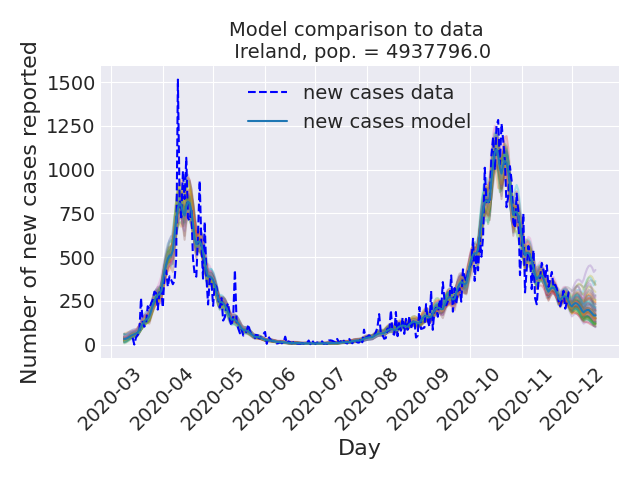 Model comparison to data
Ireland, pop. = 4937796.0
Number of new cases reported
1500
1250
1000
750
500
250
0
new cases data
new cases model
2020-03
2020-04
2020-05
2020-06
2020-07
2020-08
2020-09
2020-10
2020-11
2020-12
Day